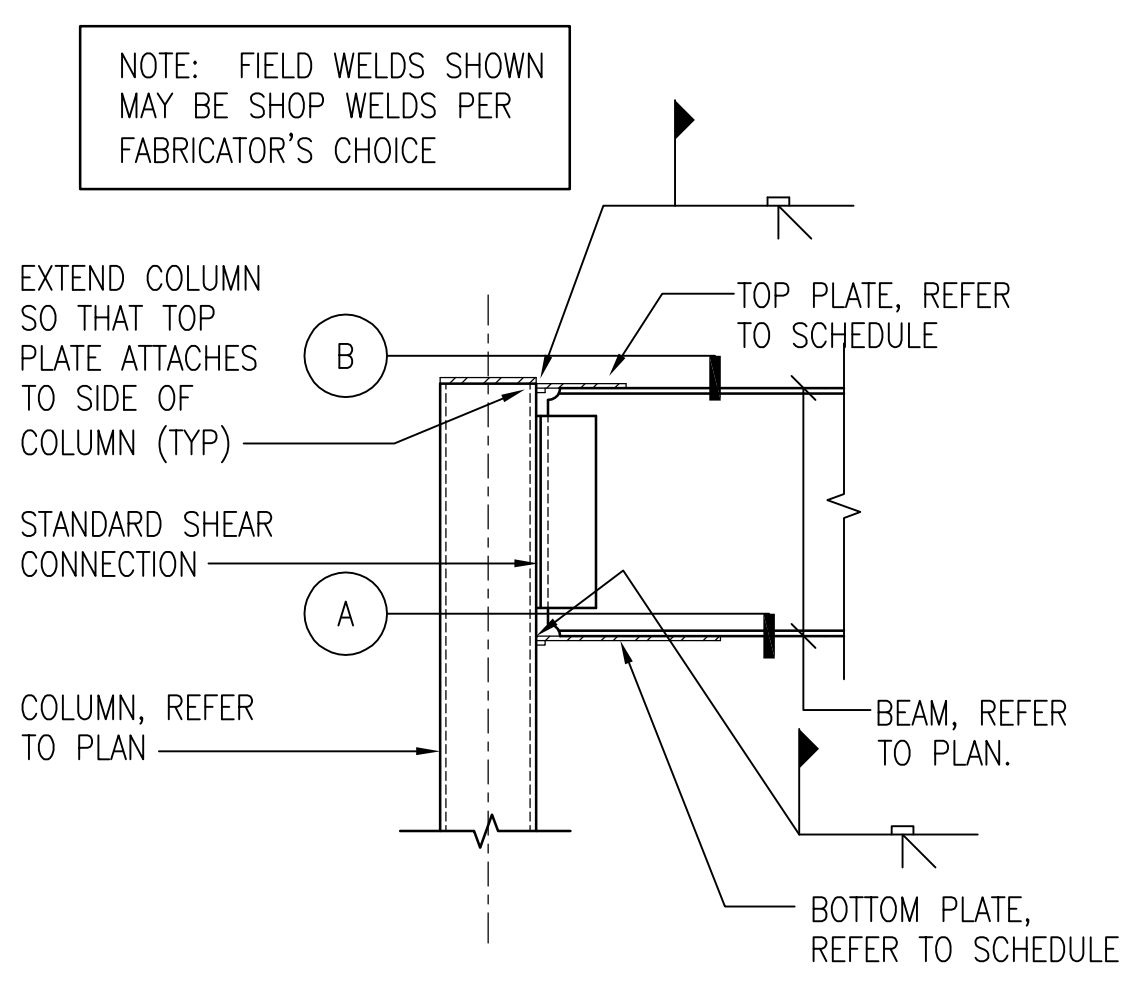 NOTE: FIELD WELDS SHOWN
MAY BE SHOP WELDS PER
FABRICATOR'S CHOICE
EXTEND COLUMN
SO THAT TOP
PLATE ATTACHES
TO SIDE OF
COLUMN (TYP)
B
TOP PLATE, REFER
TO SCHEDULE
STANDARD SHEAR
CONNECTION
A
COLUMN, REFER
TO PLAN
BEAM, REFER
TO PLAN.
BOTTOM PLATE,
REFER TO SCHEDULE